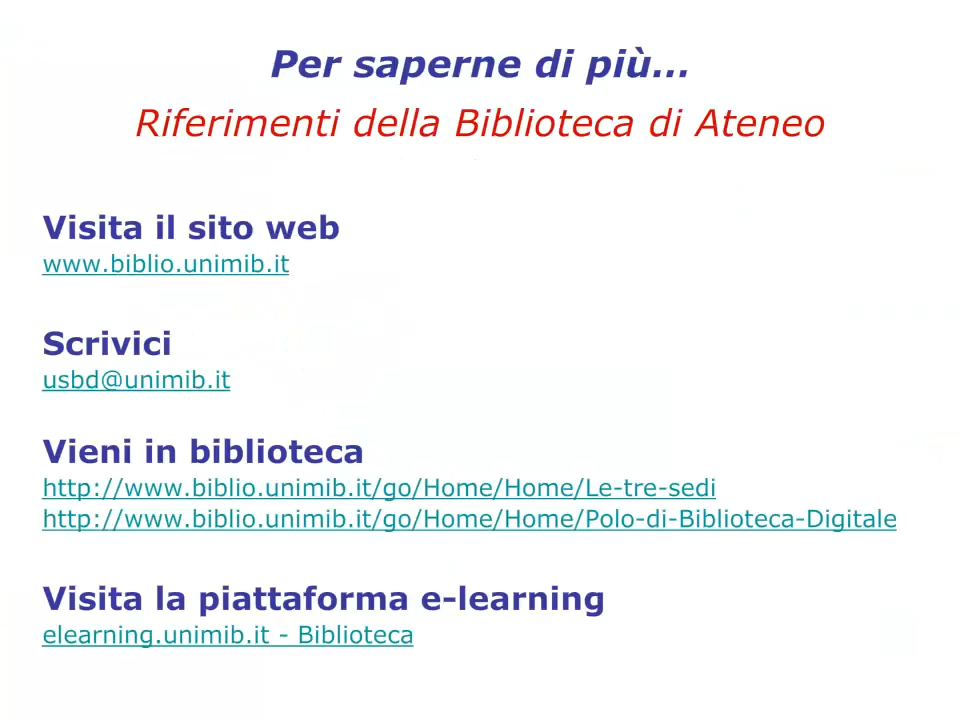 Per saperne di più…
Riferimenti della Biblioteca di Ateneo
Visita il sito web
www.biblio.unimib.it
Scrivici
usbd@unimib.it
Vieni in biblioteca
http://www.biblio.unimib.it/go/Home/Home/Le-tre-sedi
http://www.biblio.unimib.it/go/Home/Home/Polo-di-Biblioteca-Digitale
Visita la piattaforma e-learning
elearning.unimib.it - Biblioteca